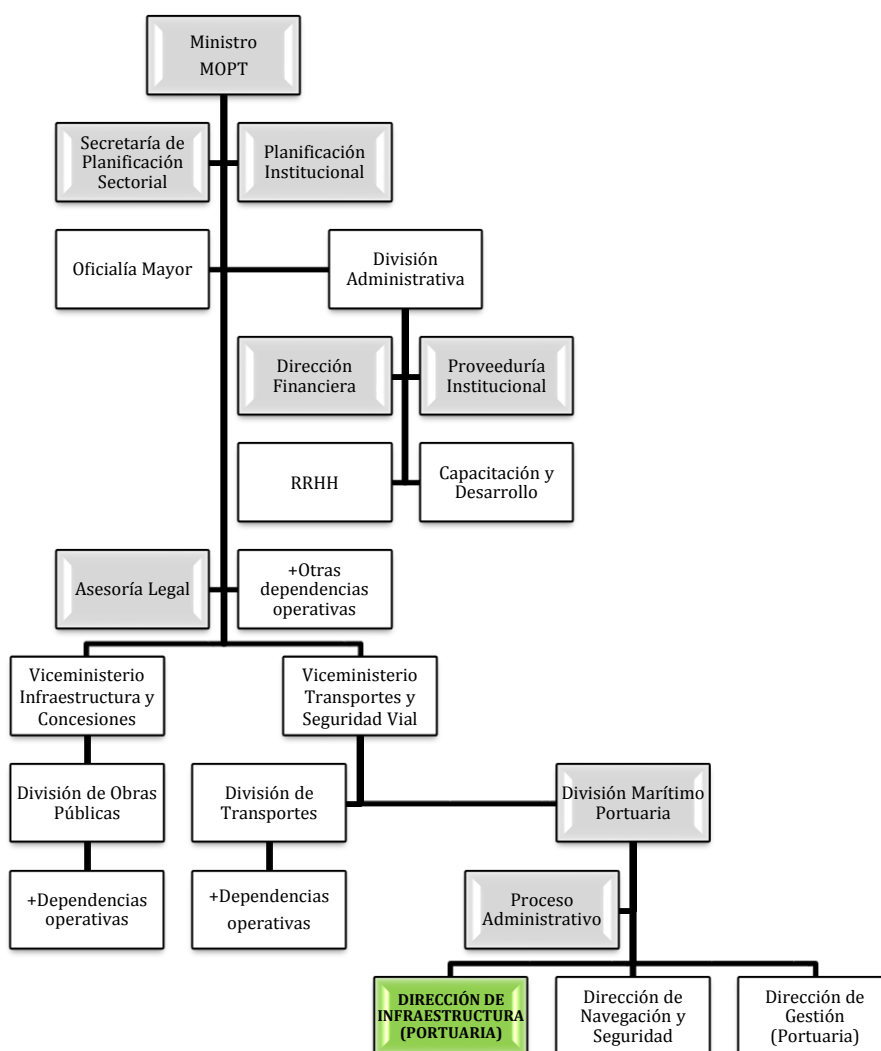 Ministro
MOPT
Secretaría de
Planificación
Sectorial
Planificación
Institucional
Oficialía Mayor
División
Administrativa
Dirección
Financiera
Proveeduría
Institucional
RRHH
Capacitación y
Desarrollo
Asesoría Legal
+Otras
dependencias
operativas
Viceministerio
Infraestructura y
Concesiones
Viceministerio
Transportes y
Seguridad Vial
División de Obras
Públicas
División de
Transportes
División Marítimo
Portuaria
+Dependencias
operativas
+Dependencias
operativas
Proceso
Administrativo
DIRECCIÓN DE
INFRAESTRUCTURA
(PORTUARIA)
Dirección de
Navegación y
Seguridad
Dirección de
Gestión
(Portuaria)